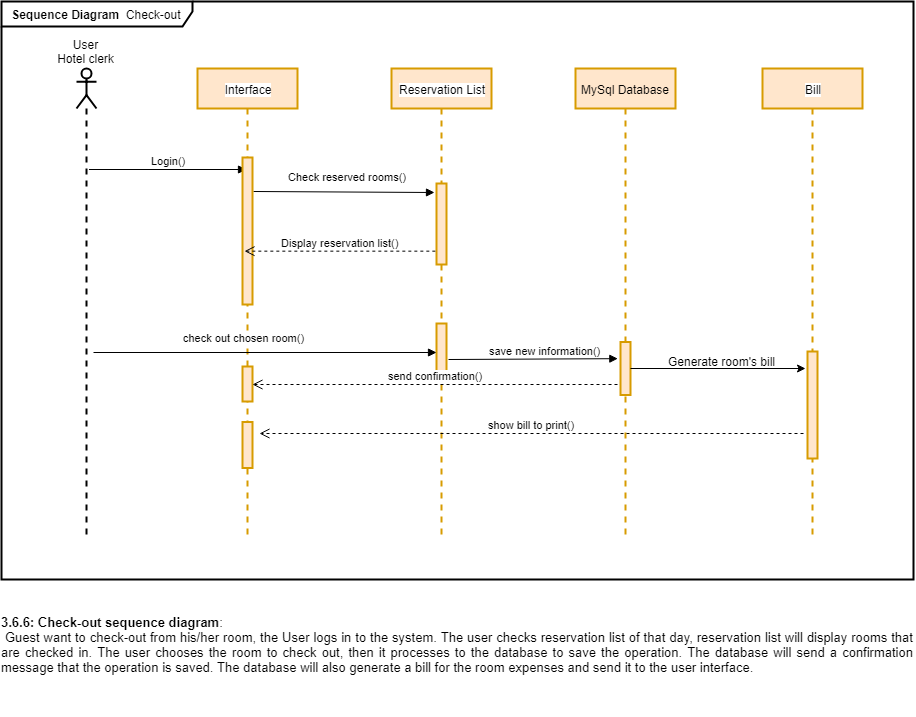 Sequence Diagram  Check-out
User
Hotel clerk
Interface
Reservation List
MySql Database
Bill
Login()
Check reserved rooms()
Display reservation list()
check out chosen room()
save new information()
Generate room's bill
send confirmation()
show bill to print()
3.6.6: Check-out sequence diagram:
Guest want to check-out from his/her room, the User logs in to the system. The user checks reservation list of that day, reservation list will display rooms that
are checked in. The user chooses the room to check out, then it processes to the database to save the operation. The database will send a confirmation
message that the operation is saved. The database will also generate a bill for the room expenses and send it to the user interface.